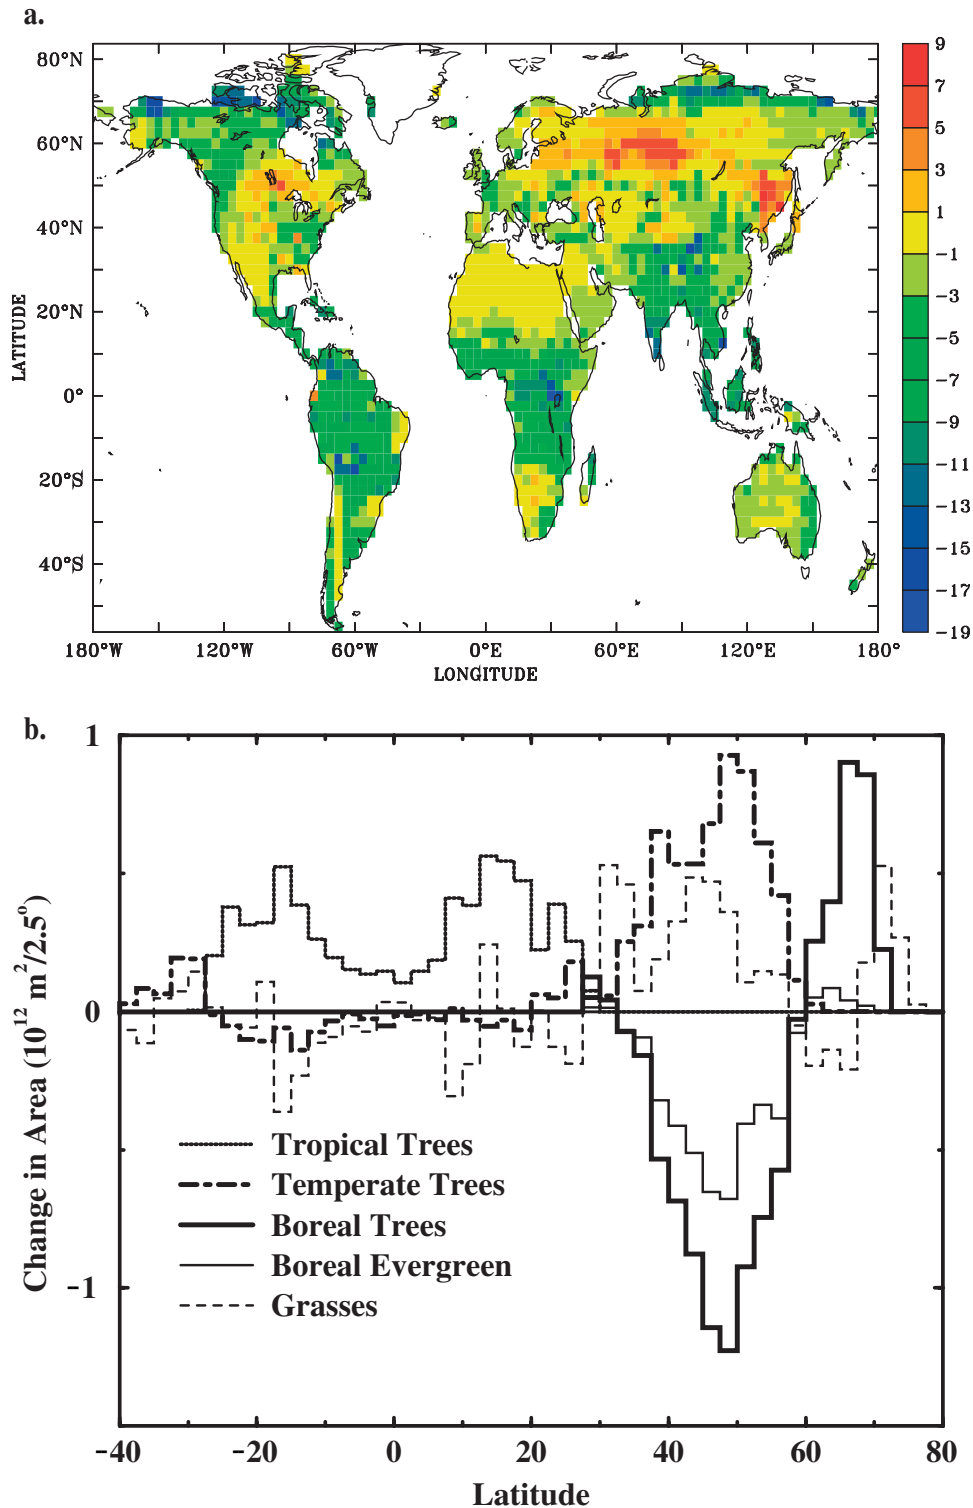 a.
80°N
60°N
40°N
20°N
0°
20°S
40°S
LATITUDE
180°W 120°W 60°W 0°E 60°E 120°E 180°
LONGITUDE
9
7
5
3
1
-1
-3
-5
-7
-9
-11
-13
-15
-17
-19
b.
1
0
-1
Change in Area (10¹² m²/2.5°)
Tropical Trees
Temperate Trees
Boreal Trees
Boreal Evergreen
Grasses
-40 -20 0 20 40 60 80
Latitude